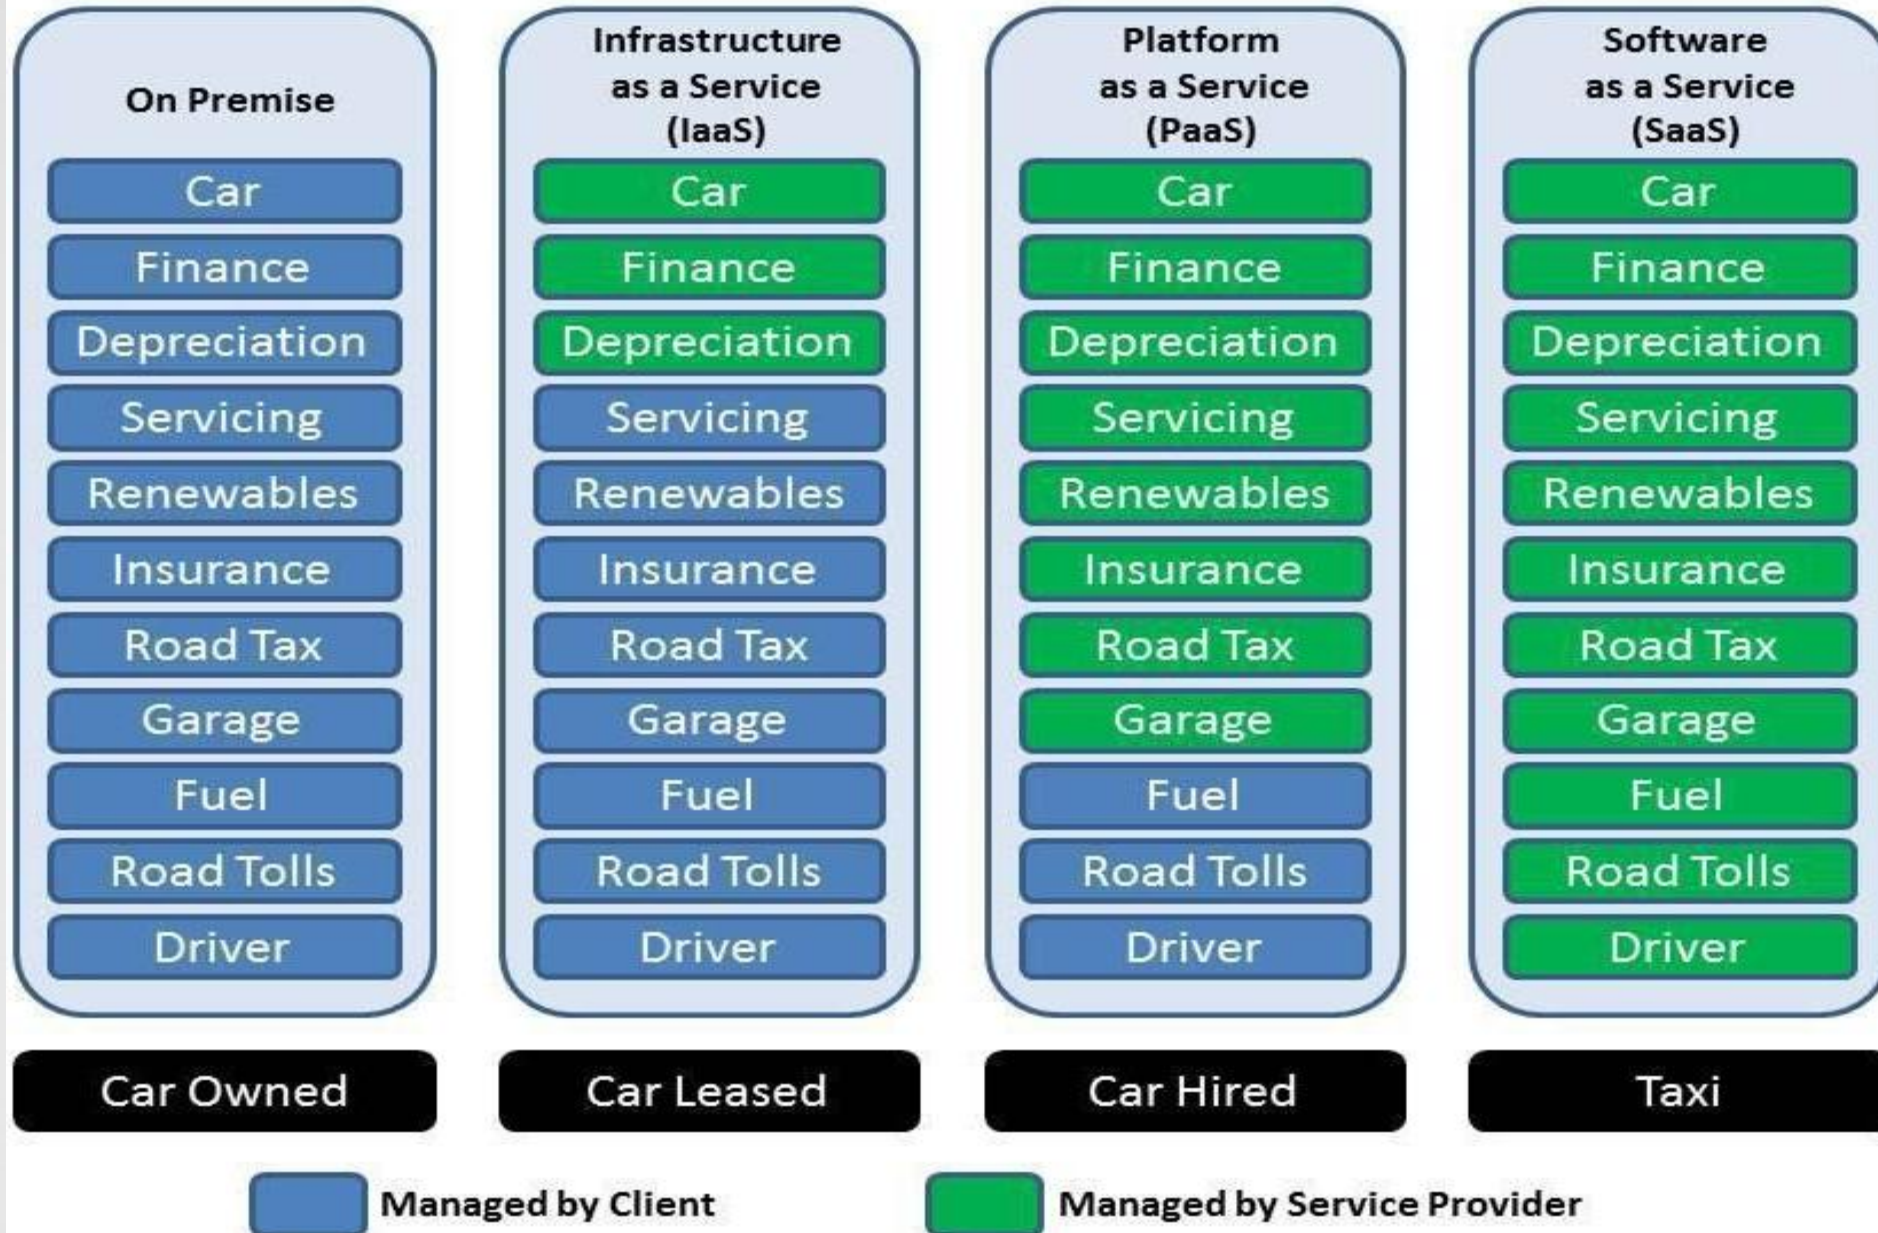 On Premise
Car
Finance
Depreciation
Servicing
Renewables
Insurance
Road Tax
Garage
Fuel
Road Tolls
Driver
Car Owned
Infrastructure
as a Service
(IaaS)
Car
Finance
Depreciation
Servicing
Renewables
Insurance
Road Tax
Garage
Fuel
Road Tolls
Driver
Car Leased
Platform
as a Service
(PaaS)
Car
Finance
Depreciation
Servicing
Renewables
Insurance
Road Tax
Garage
Fuel
Road Tolls
Driver
Car Hired
Software
as a Service
(SaaS)
Car
Finance
Depreciation
Servicing
Renewables
Insurance
Road Tax
Garage
Fuel
Road Tolls
Driver
Taxi
Managed by Client
Managed by Service Provider